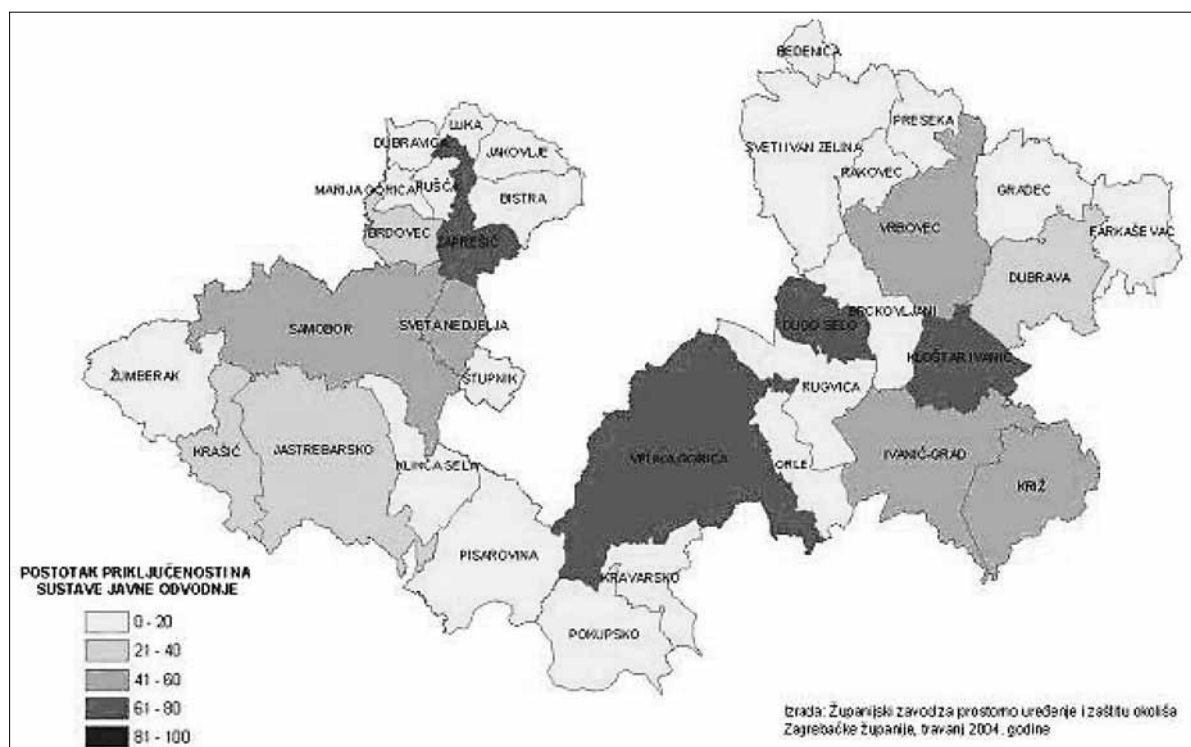 BEDENICA
LUKA
DUBRAVICA
PRESEKA
JAKOVLJE
SVETI IVAN ZELINA
RAKOVEC
MARIJA GORICA
PUŠĆA
BISTRA
GRADEC
VRBOVEC
FARKAŠEVAC
BRDOVEC
ZAPREŠIĆ
DUBRAVA
SAMOBOR
SVETA NEDJELJA
BRCKOVLJANI
DUGO SELO
KLOŠTAR IVANIĆ
ŽUMBERAK
STUPNIK
RUGVICA
KRAŠIĆ
JASTREBARSKO
KLINČA SELA
VELIKA GORICA
ORLE
IVANIĆ-GRAD
KRIŽ
PISAROVINA
KRAVARSKO
POKUPSKO
POSTOTAK PRIKLJUČENOSTI NA
SUSTAVE JAVNE ODVODNJE
0 - 20
21 - 40
41 - 60
61 - 80
81 - 100
Izrada: Županijski zavod za prostorno uređenje i zaštitu okoliša
Zagrebačke županije, travanj 2004. godine